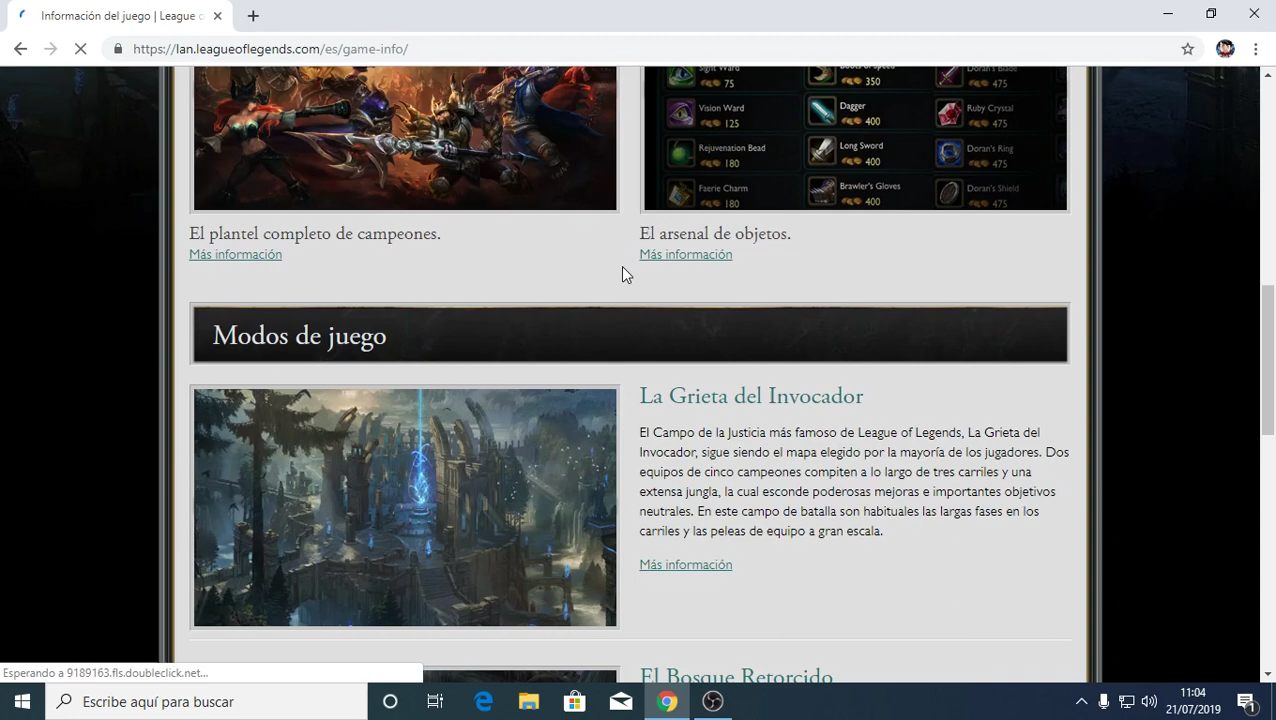 Información del juego | League o
https://lan.leagueoflegends.com/es/game-info/
75
Vision Ward
125
Rejuvenation Bead
180
Faerie Charm
180
350
Dagger
400
Long Sword
400
Brawler's Gloves
400
Doran's Blade
475
Ruby Crystal
475
Doran's Ring
475
Doran's Shield
475
El plantel completo de campeones.
Más información
El arsenal de objetos.
Más información
Modos de juego
La Grieta del Invocador
El Campo de la Justicia más famoso de League of Legends, La Grieta del
Invocador, sigue siendo el mapa elegido por la mayoría de los jugadores. Dos
equipos de cinco campeones compiten a lo largo de tres carriles y una
extensa jungla, la cual esconde poderosas mejoras e importantes objetivos
neutrales. En este campo de batalla son habituales las largas fases en los
carriles y las peleas de equipo a gran escala.
Más información
El Bosque Retorcido
Esperando a 9189163.fls.doubleclick.net...
Escribe aquí para buscar
11:04
21/07/2019
1